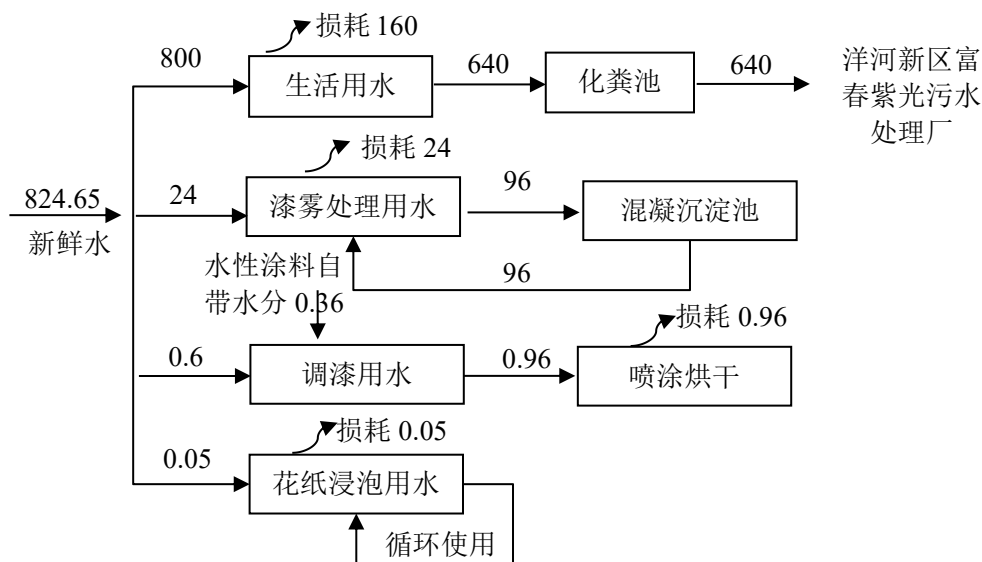 损耗 160
800
生活用水
640
化粪池
640
洋河新区富
春紫光污水
处理厂
损耗 24
824.65
新鲜水
24
漆雾处理用水
96
混凝沉淀池
96
水性涂料自
带水分 0.36
损耗 0.96
0.6
调漆用水
0.96
喷涂烘干
损耗 0.05
0.05
花纸浸泡用水
循环使用